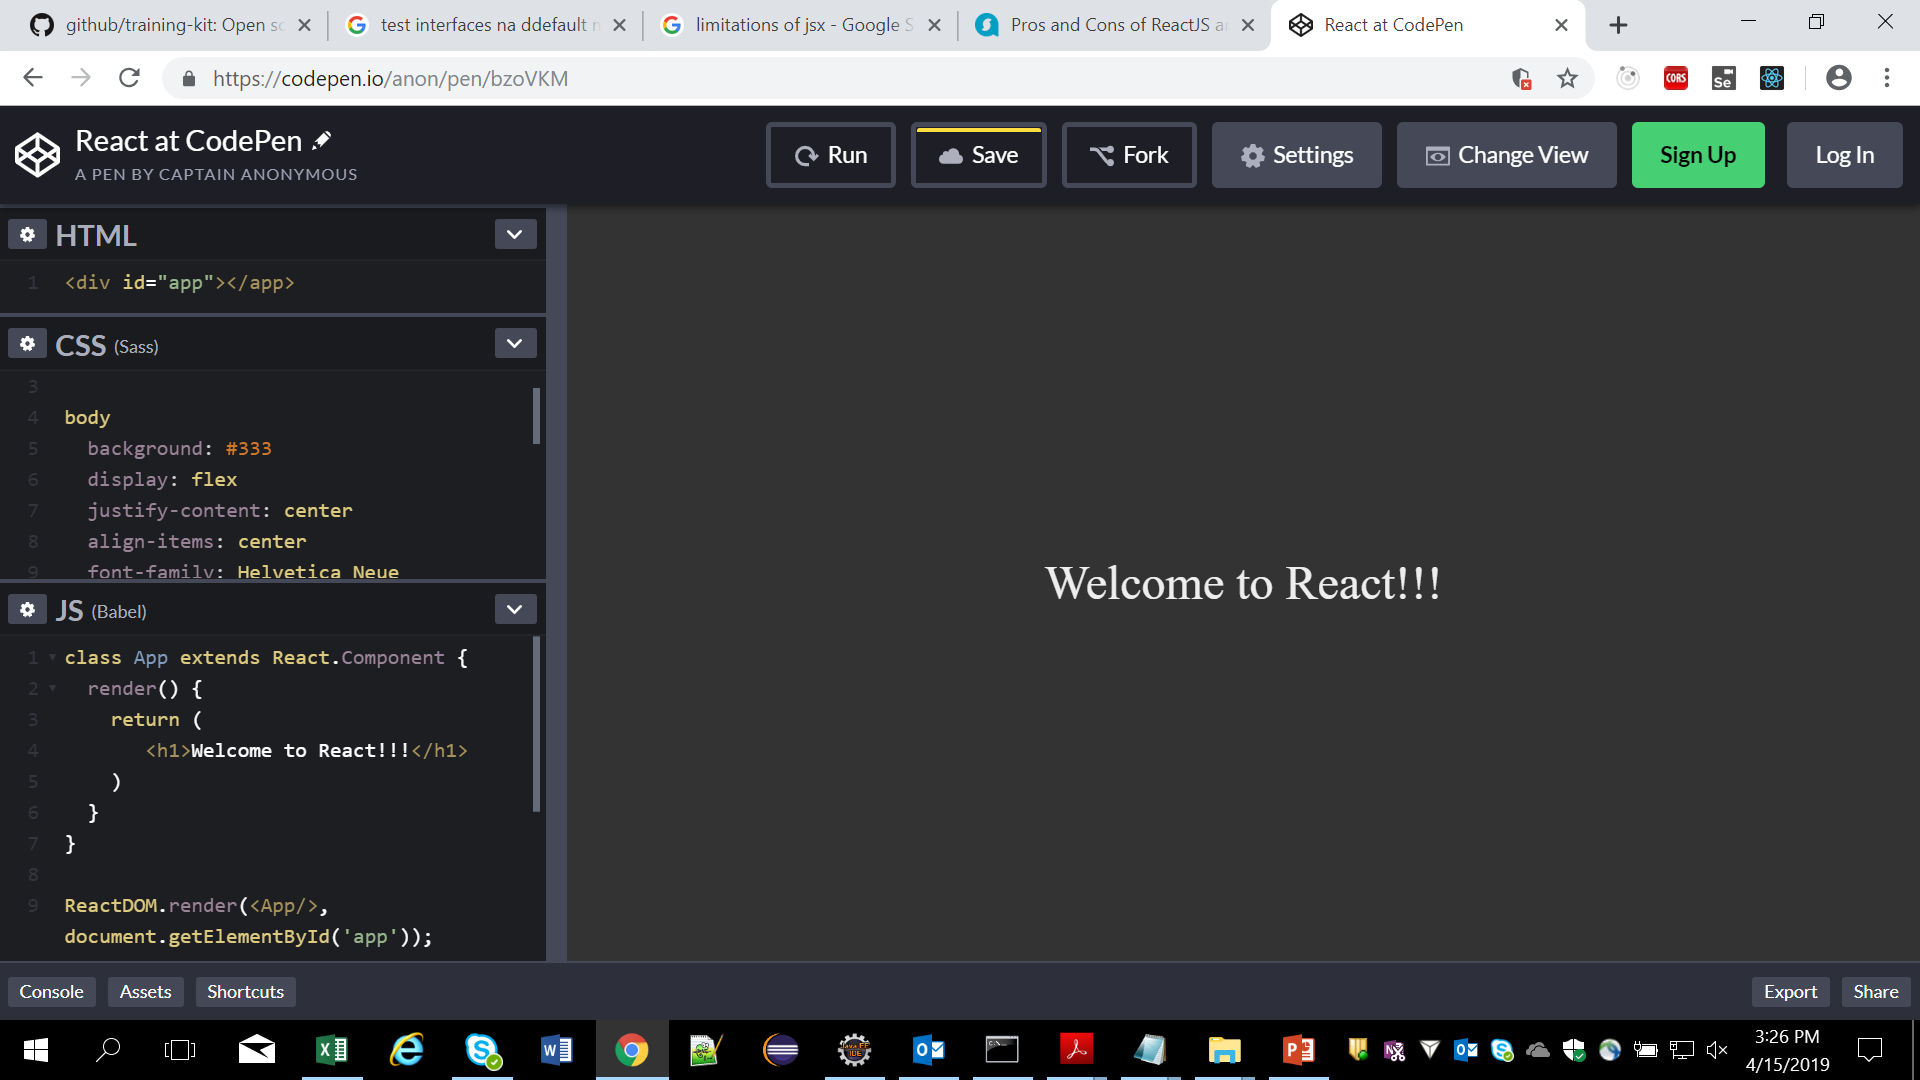 github/training-kit: Open so
test interfaces na ddefault n
limitations of jsx - Google S
Pros and Cons of ReactJS a
React at CodePen
https://codepen.io/anon/pen/bzoVKM
CORS
Se
React at CodePen
A PEN BY CAPTAIN ANONYMOUS
Run
Save
Fork
Settings
Change View
Sign Up
Log In
HTML
1 <div id="app"></app>
CSS (Sass)
3
4 body
5 background: #333
6 display: flex
7 justify-content: center
8 align-items: center
9 font-family: Helvetica Neue
JS (Babel)
1 class App extends React.Component {
2 render() {
3 return (
4 <h1>Welcome to React!!!</h1>
5 )
6 }
7 }
8
9 ReactDOM.render(<App/>,
document.getElementById('app'));
Welcome to React!!!
Console
Assets
Shortcuts
Export
Share
3:26 PM
4/15/2019